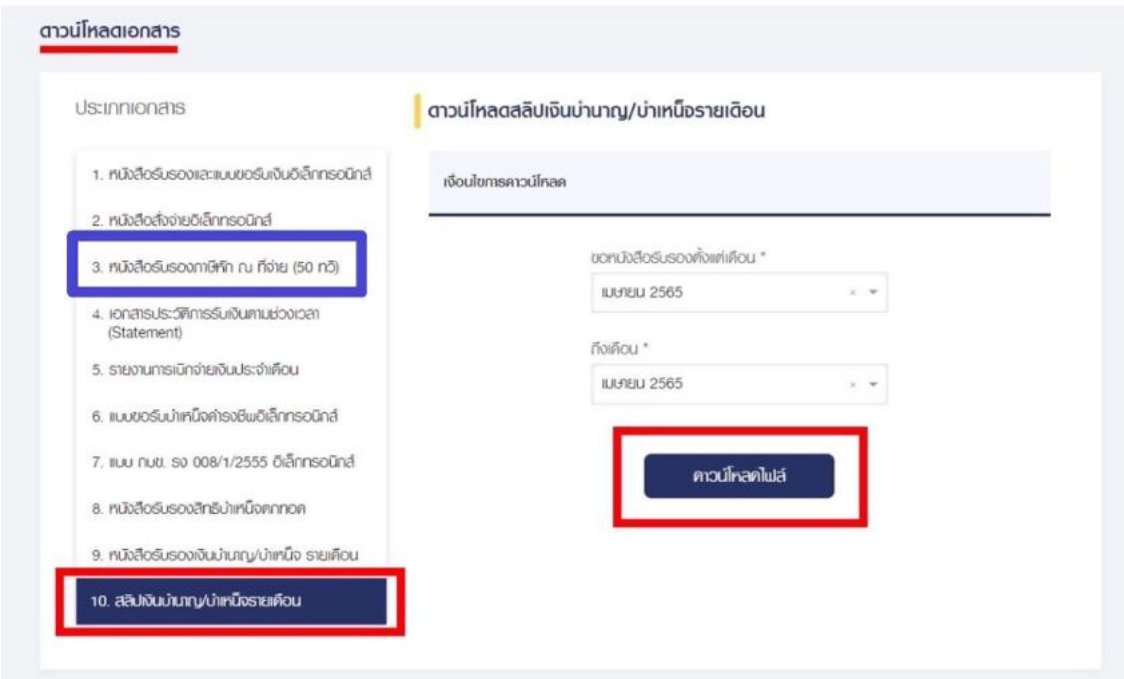 ดาวน์โหลดเอกสาร
ประเภทเอกสาร
1. หนังสือรับรองและแบบขอรับเงินอิเล็กทรอนิกส์
2. หนังสือสั่งจ่ายอิเล็กทรอนิกส์
3. หนังสือรับรองภาษีหัก ณ ที่จ่าย (50 ทวิ)
4. เอกสารประวัติการรับเงินตามช่วงเวลา
(Statement)
5. รายงานการเบิกจ่ายเงินประจำเดือน
6. แบบขอรับบำเหน็จดำรงชีพอิเล็กทรอนิกส์
7. แบบ กบข. รง 008/1/2555 อิเล็กทรอนิกส์
8. หนังสือรับรองสิทธิบำเหน็จตกทอด
9. หนังสือรับรองเงินบำนาญ/บำเหน็จ รายเดือน
10. สลิปเงินบำนาญ/บำเหน็จรายเดือน
ดาวน์โหลดสลิปเงินบำนาญ/บำเหน็จรายเดือน
เงื่อนไขการดาวน์โหลด
ขอหนังสือรับรองตั้งแต่เดือน *
เมษายน 2565
ถึงเดือน *
เมษายน 2565
ดาวน์โหลดไฟล์